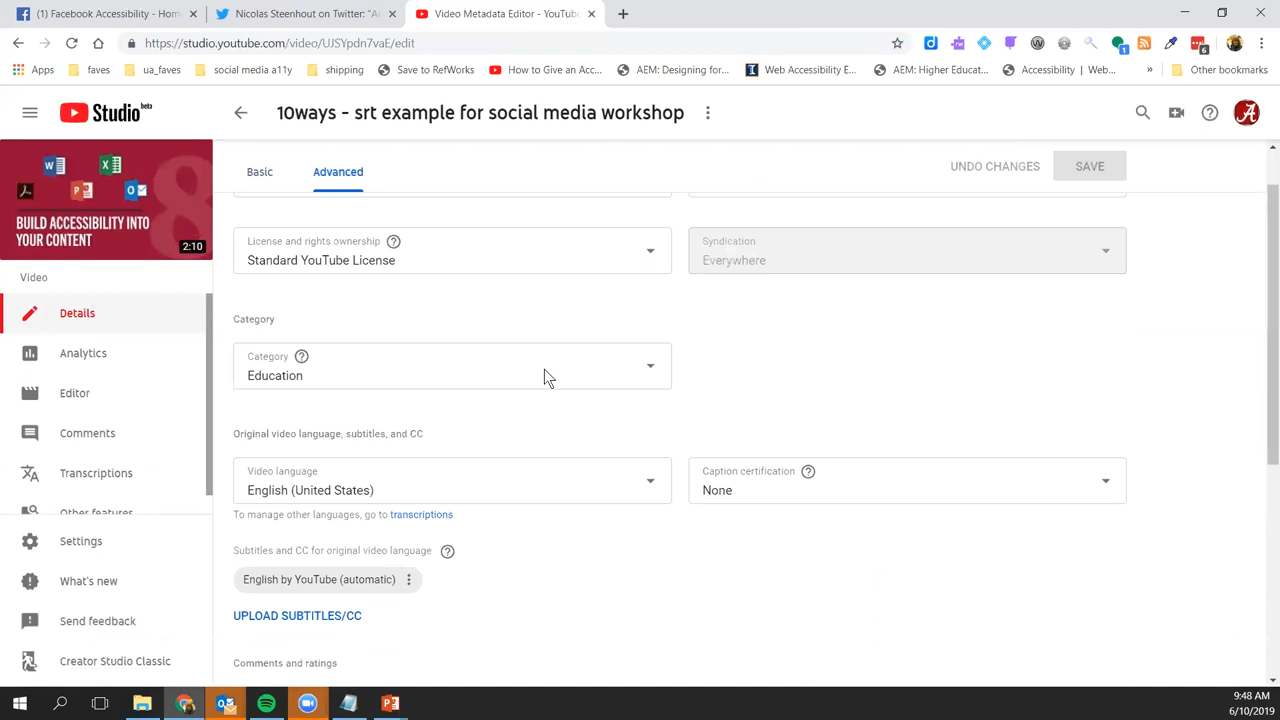 (1) Facebook Accessibility - Hom
Nicolas Steenhout on Twitter: "Ac
Video Metadata Editor - YouTube
https://studio.youtube.com/video/UJSYpdn7vaE/edit
1
6
Apps
faves
ua_faves
social media a11y
shipping
Save to RefWorks
How to Give an Acc...
AEM: Designing for...
Web Accessibility E...
AEM: Higher Educat...
Accessibility | Web...
»
Other bookmarks
Studio beta
10ways - srt example for social media workshop
BUILD ACCESSIBILITY INTO
YOUR CONTENT
8
2:10
Video
Details
Analytics
Editor
Comments
Transcriptions
Other features
Settings
What's new
Send feedback
Creator Studio Classic
Basic
Advanced
UNDO CHANGES
SAVE
License and rights ownership
Standard YouTube License
Syndication
Everywhere
Category
Category
Education
Original video language, subtitles, and CC
Video language
English (United States)
Caption certification
None
To manage other languages, go to transcriptions
Subtitles and CC for original video language
English by YouTube (automatic)
UPLOAD SUBTITLES/CC
Comments and ratings
9:48 AM
6/10/2019